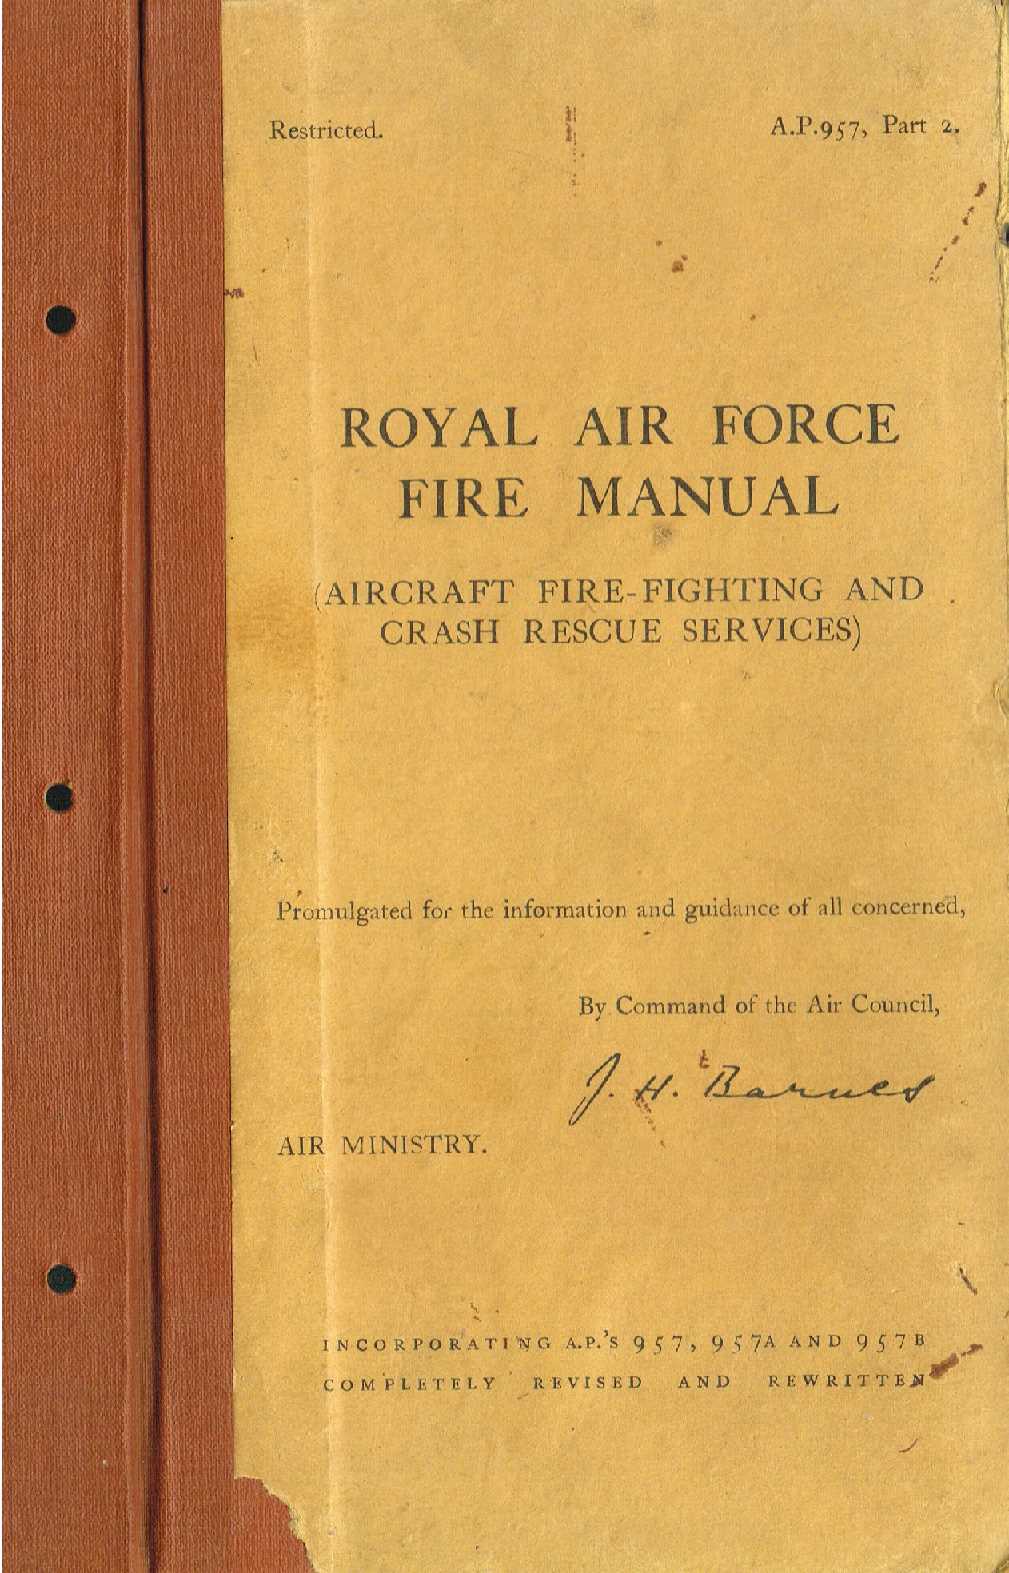 Restricted.
A.P.957, Part 2.
ROYAL AIR FORCE
FIRE MANUAL
(AIRCRAFT FIRE-FIGHTING AND
CRASH RESCUE SERVICES)
Promulgated for the information and guidance of all concerned,
By Command of the Air Council,
J. H. Barnes
AIR MINISTRY.
INCORPORATING A.P.'S 957, 957A AND 957B
COMPLETELY REVISED AND REWRITTEN